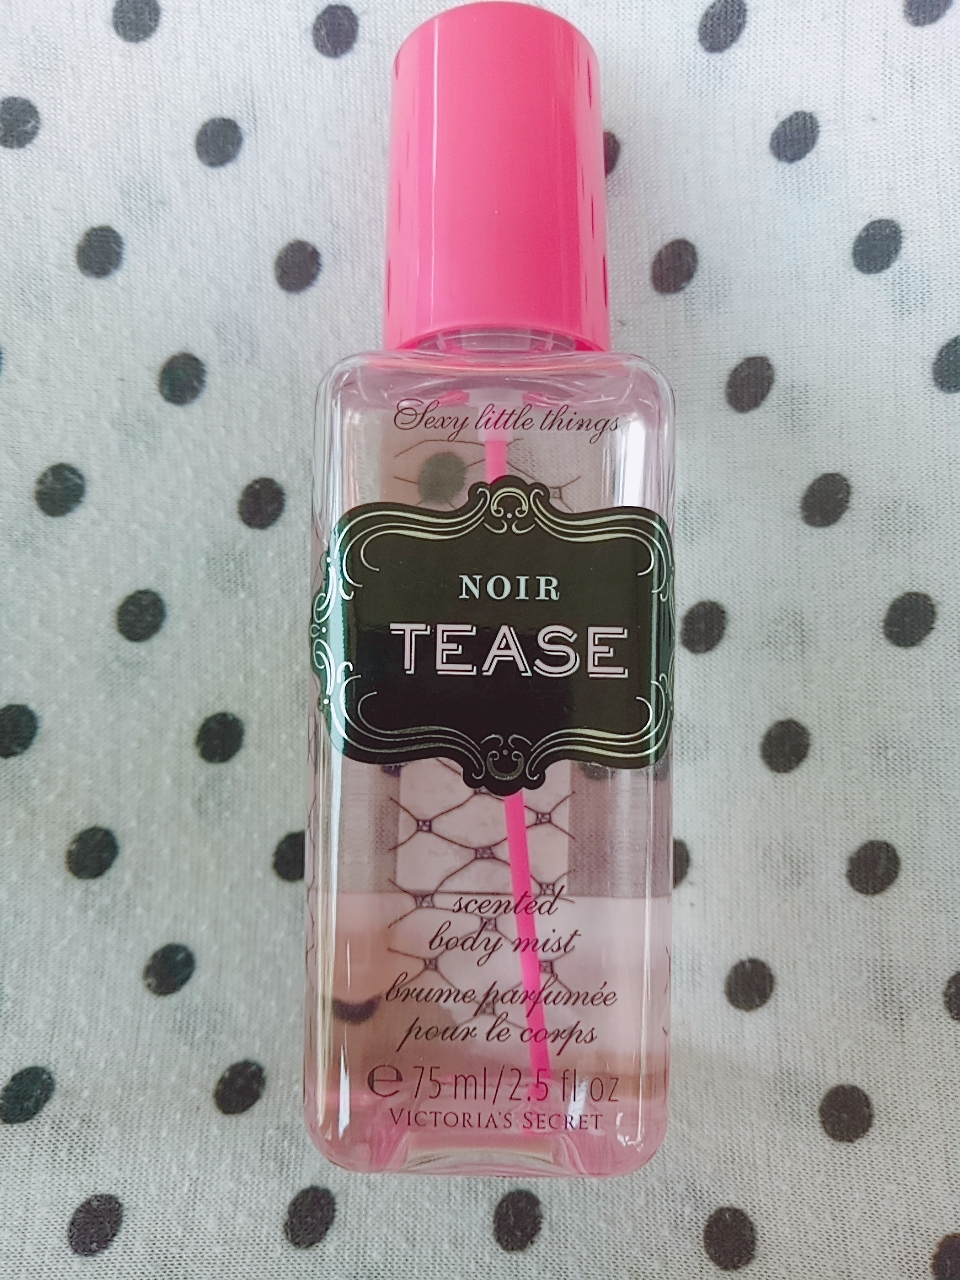 Sexy little things
NOIR
TEASE
scented
body mist
brume parfumée
pour le corps
℮ 75 ml/2.5 fl oz
VICTORIA'S SECRET